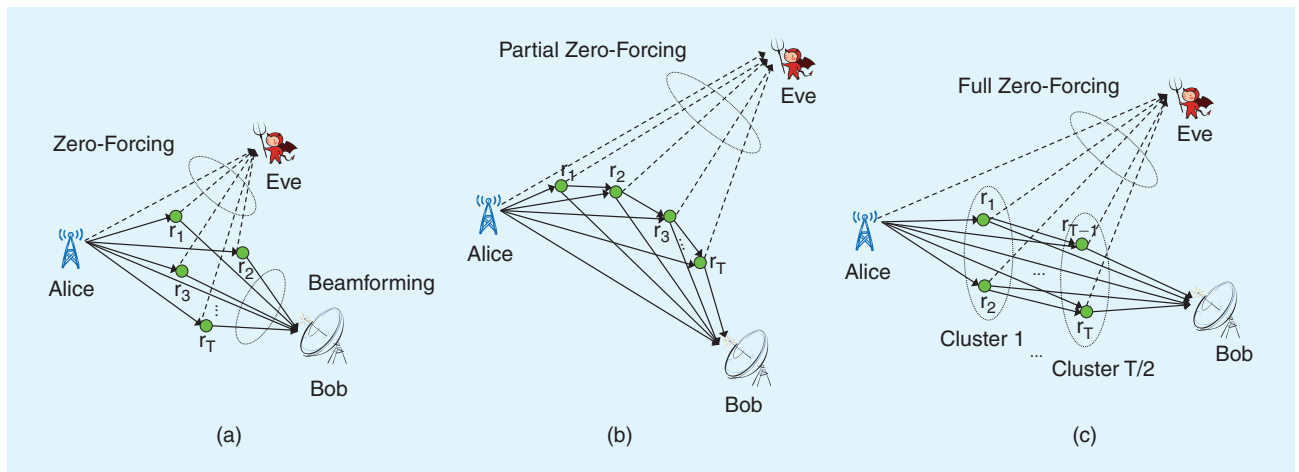 Zero-Forcing
Eve
r1
Alice
r2
r3
Beamforming
...
rT
Bob
(a)
Partial Zero-Forcing
Eve
r1
r2
Alice
r3
...
rT
Bob
(b)
Full Zero-Forcing
Eve
r1
rT–1
Alice
...
r2
rT
Cluster 1
Bob
...
Cluster T/2
(c)